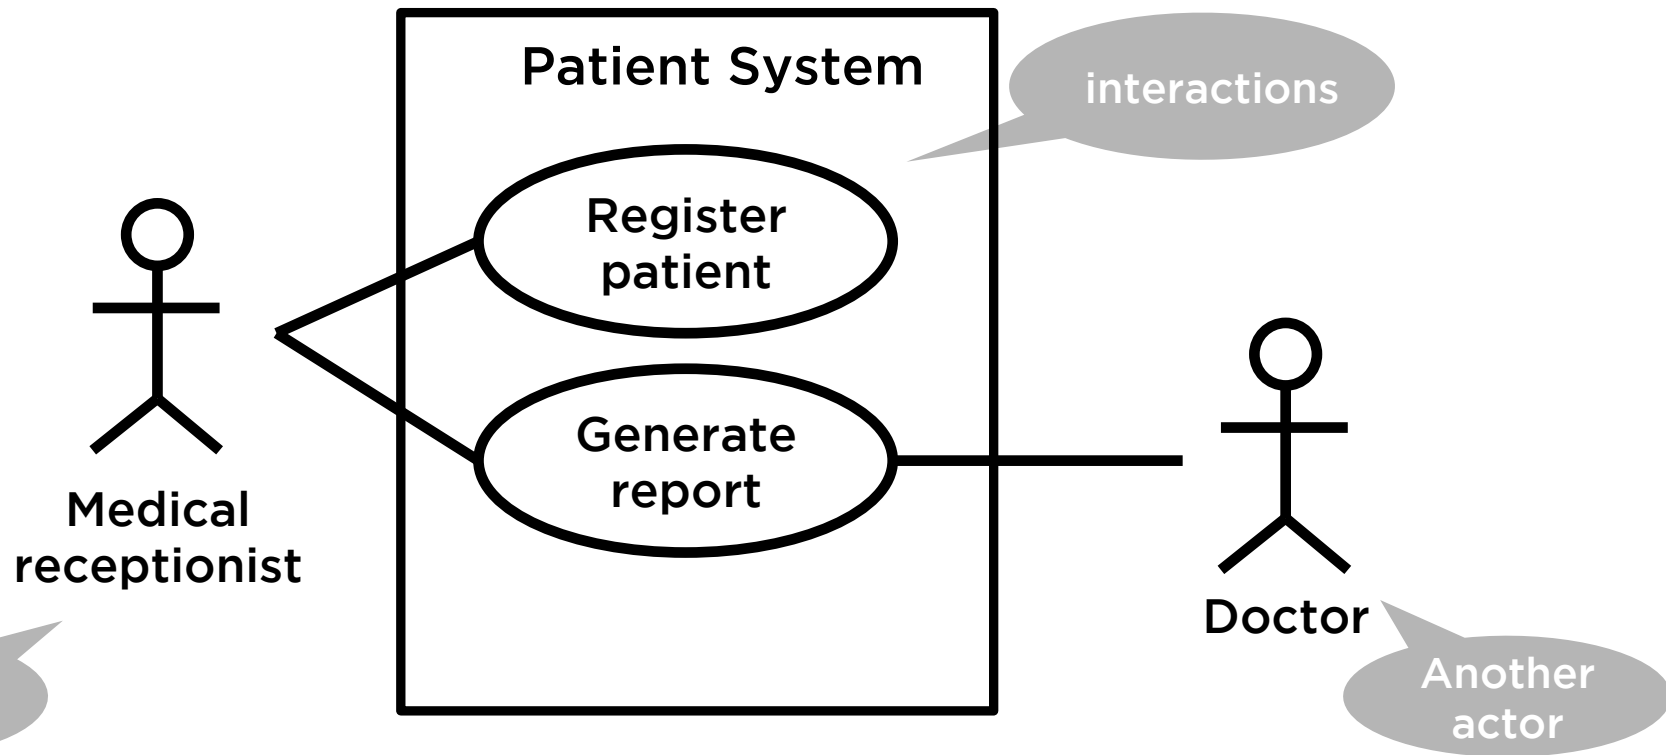 Patient System
interactions
Register
patient
Generate
report
Medical
receptionist
Doctor
Another
actor